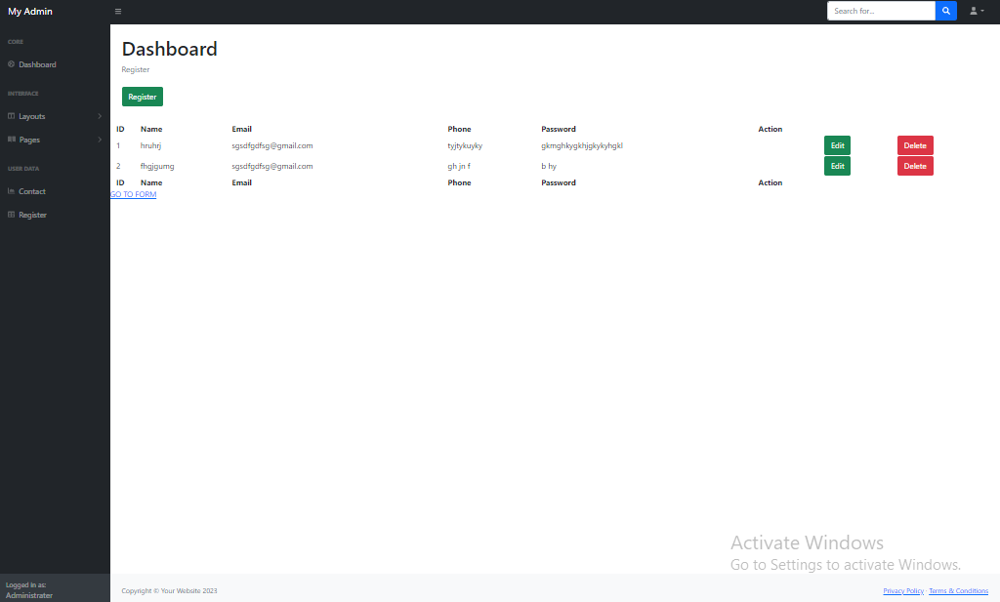 My Admin
Search for...
CORE
Dashboard
INTERFACE
Layouts
Pages
USER DATA
Contact
Register
Logged in as:
Administrater
Dashboard
Register
Register
ID Name Email Phone Password Action
1 hruhrj sgsdfgdfsg@gmail.com tyjtykuyky gkmghkygkhjgkykyhgkl Edit Delete
2 fhgjgumg sgsdfgdfsg@gmail.com gh jn f b hy Edit Delete
ID Name Email Phone Password Action
GO TO FORM
Activate Windows
Go to Settings to activate Windows.
Copyright © Your Website 2023
Privacy Policy · Terms & Conditions